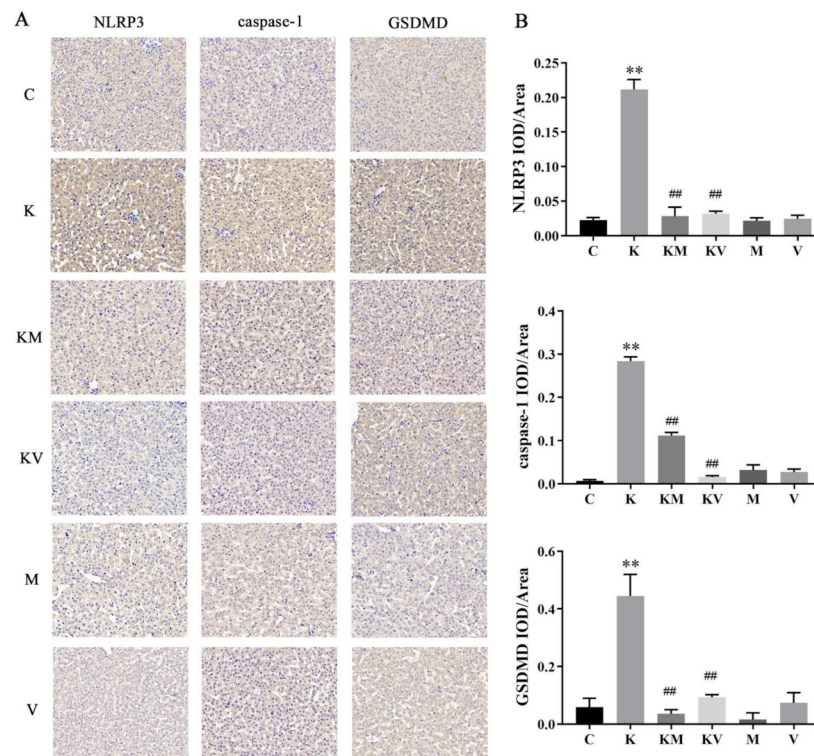 A
NLRP3 caspase-1 GSDMD
C
K
KM
KV
M
V
B
NLRP3 IOD/Area
0.25
0.20
0.15
0.10
0.05
0.00
**
## ##
C K KM KV M V
caspase-1 IOD/Area
0.4
0.3
0.2
0.1
0.0
**
##
##
C K KM KV M V
GSDMD IOD/Area
0.6
0.4
0.2
0.0
**
## ##
C K KM KV M V